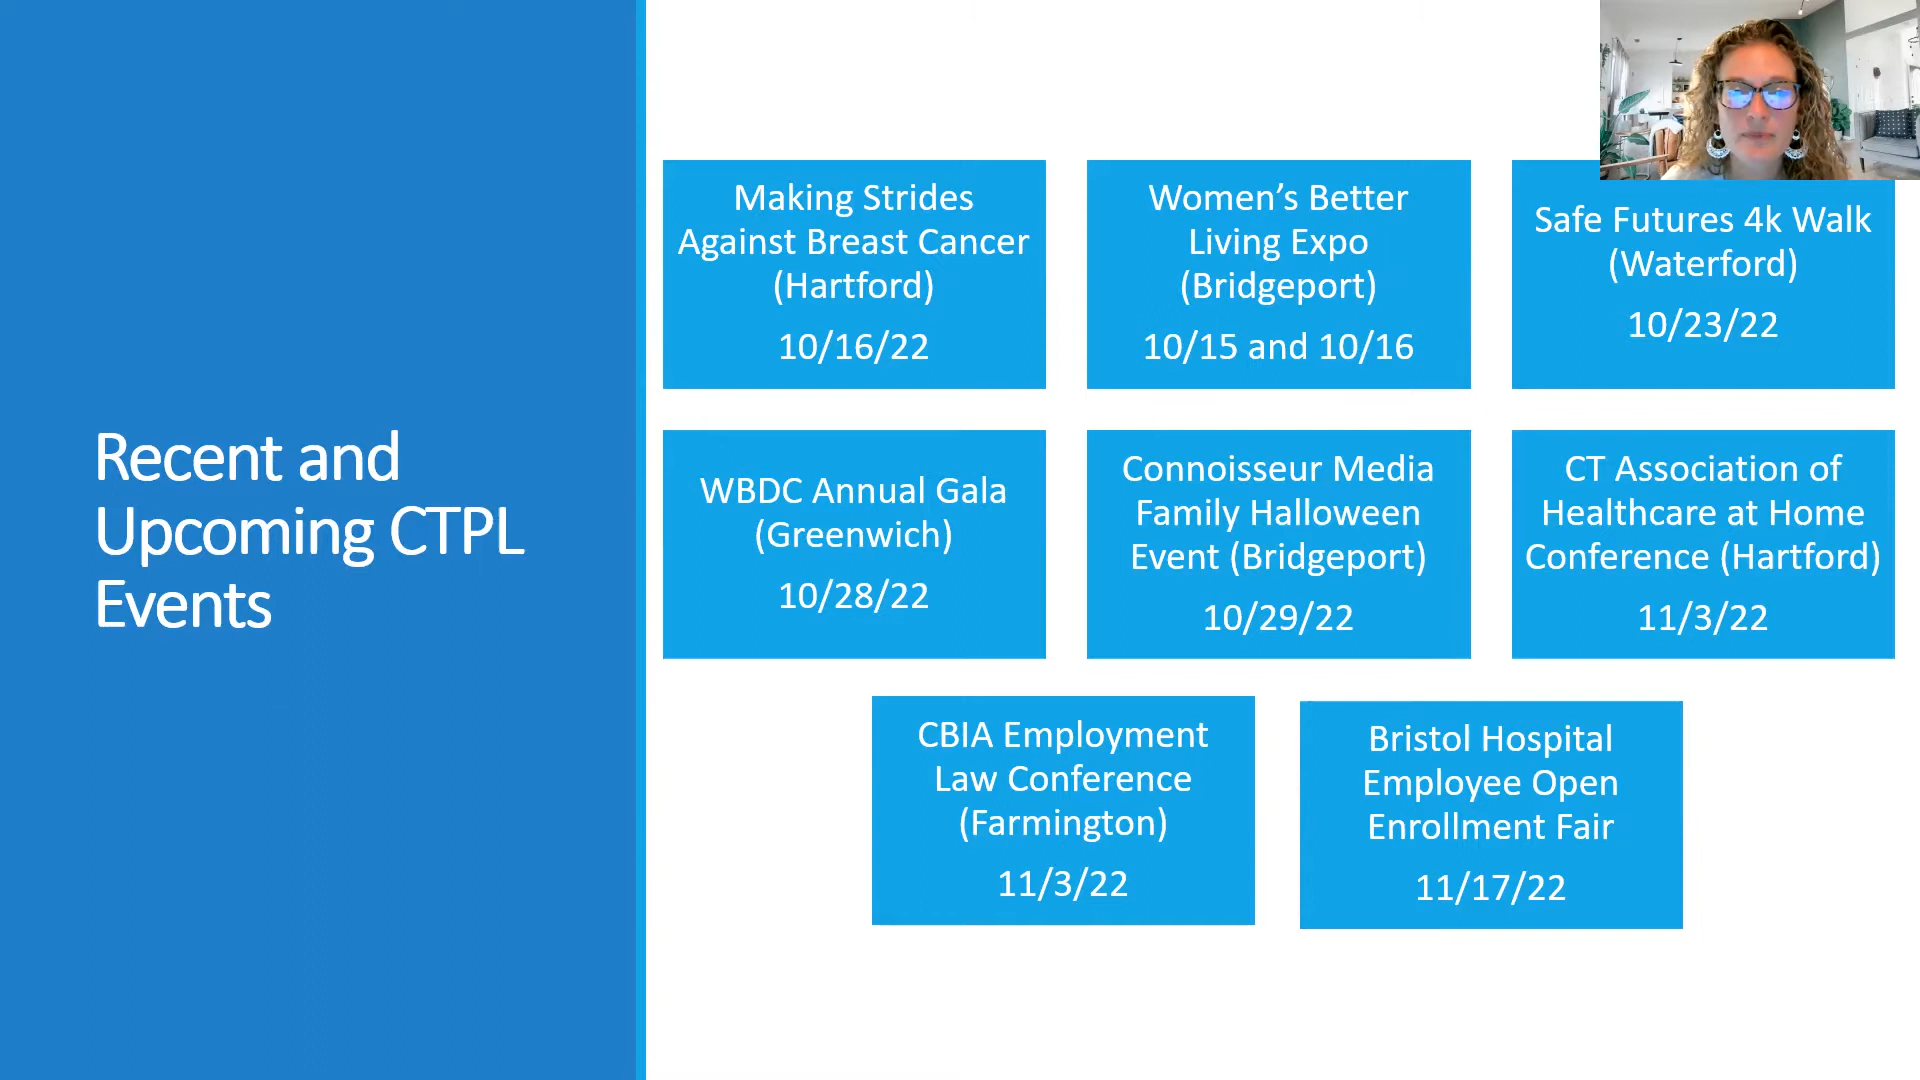 Recent and
Upcoming CTPL
Events
Making Strides
Against Breast Cancer
(Hartford)
10/16/22
Women’s Better
Living Expo
(Bridgeport)
10/15 and 10/16
Safe Futures 4k Walk
(Waterford)
10/23/22
WBDC Annual Gala
(Greenwich)
10/28/22
Connoisseur Media
Family Halloween
Event (Bridgeport)
10/29/22
CT Association of
Healthcare at Home
Conference (Hartford)
11/3/22
CBIA Employment
Law Conference
(Farmington)
11/3/22
Bristol Hospital
Employee Open
Enrollment Fair
11/17/22